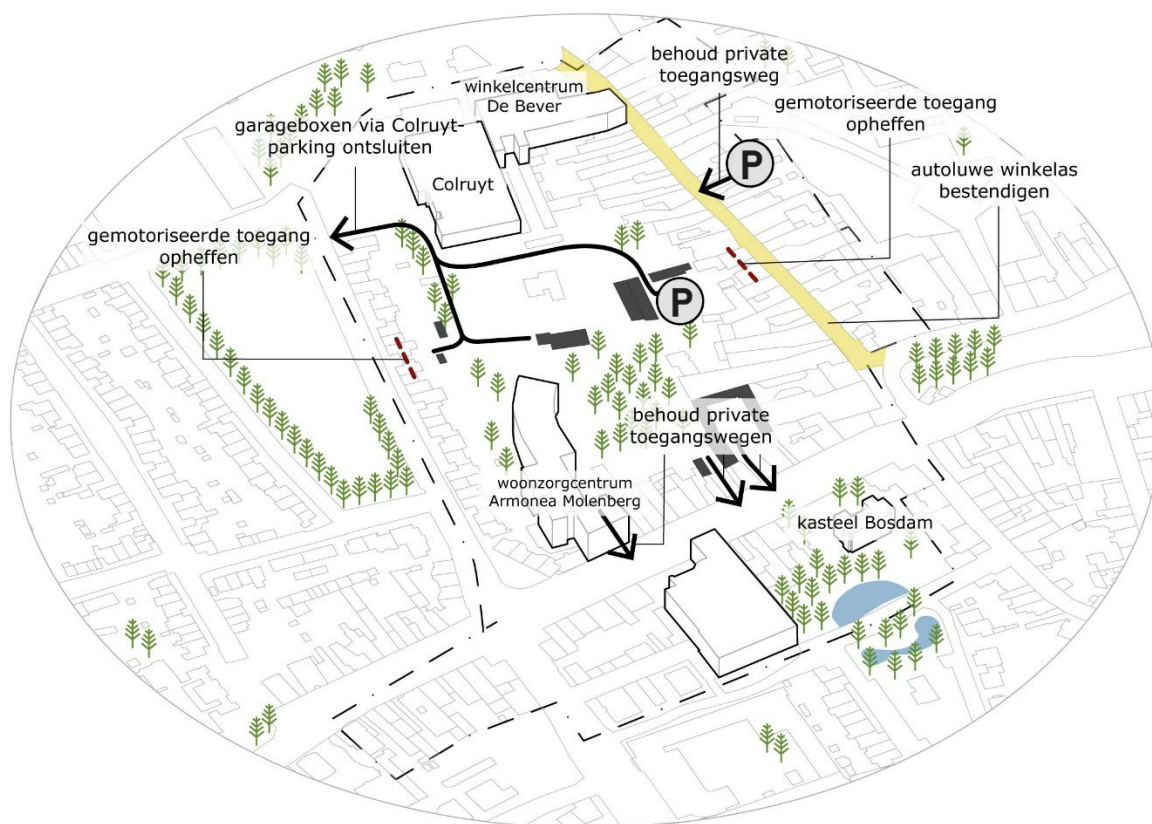 behoud private
toegangsweg
winkelcentrum
De Bever
gemotoriseerde toegang
opheffen
garageboxen via Colruyt-
parking ontsluiten
P
autoluwe winkelas
bestendigen
Colruyt
gemotoriseerde toegang
opheffen
P
behoud private
toegangswegen
woonzorgcentrum
Armonea Molenberg
kasteel Bosdam